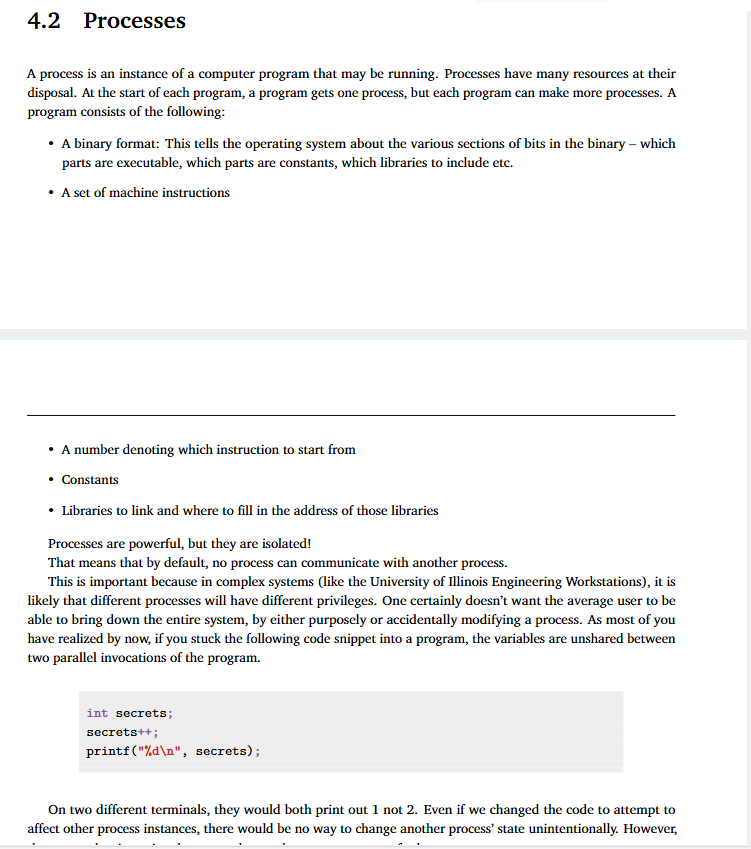 4.2 Processes
A process is an instance of a computer program that may be running. Processes have many resources at their
disposal. At the start of each program, a program gets one process, but each program can make more processes. A
program consists of the following:
• A binary format: This tells the operating system about the various sections of bits in the binary – which
parts are executable, which parts are constants, which libraries to include etc.
• A set of machine instructions
• A number denoting which instruction to start from
• Constants
• Libraries to link and where to fill in the address of those libraries
Processes are powerful, but they are isolated!
That means that by default, no process can communicate with another process.
This is important because in complex systems (like the University of Illinois Engineering Workstations), it is
likely that different processes will have different privileges. One certainly doesn't want the average user to be
able to bring down the entire system, by either purposely or accidentally modifying a process. As most of you
have realized by now, if you stuck the following code snippet into a program, the variables are unshared between
two parallel invocations of the program.
int secrets;
secrets++;
printf("%d\n", secrets);
On two different terminals, they would both print out 1 not 2. Even if we changed the code to attempt to
affect other process instances, there would be no way to change another process' state unintentionally. However,